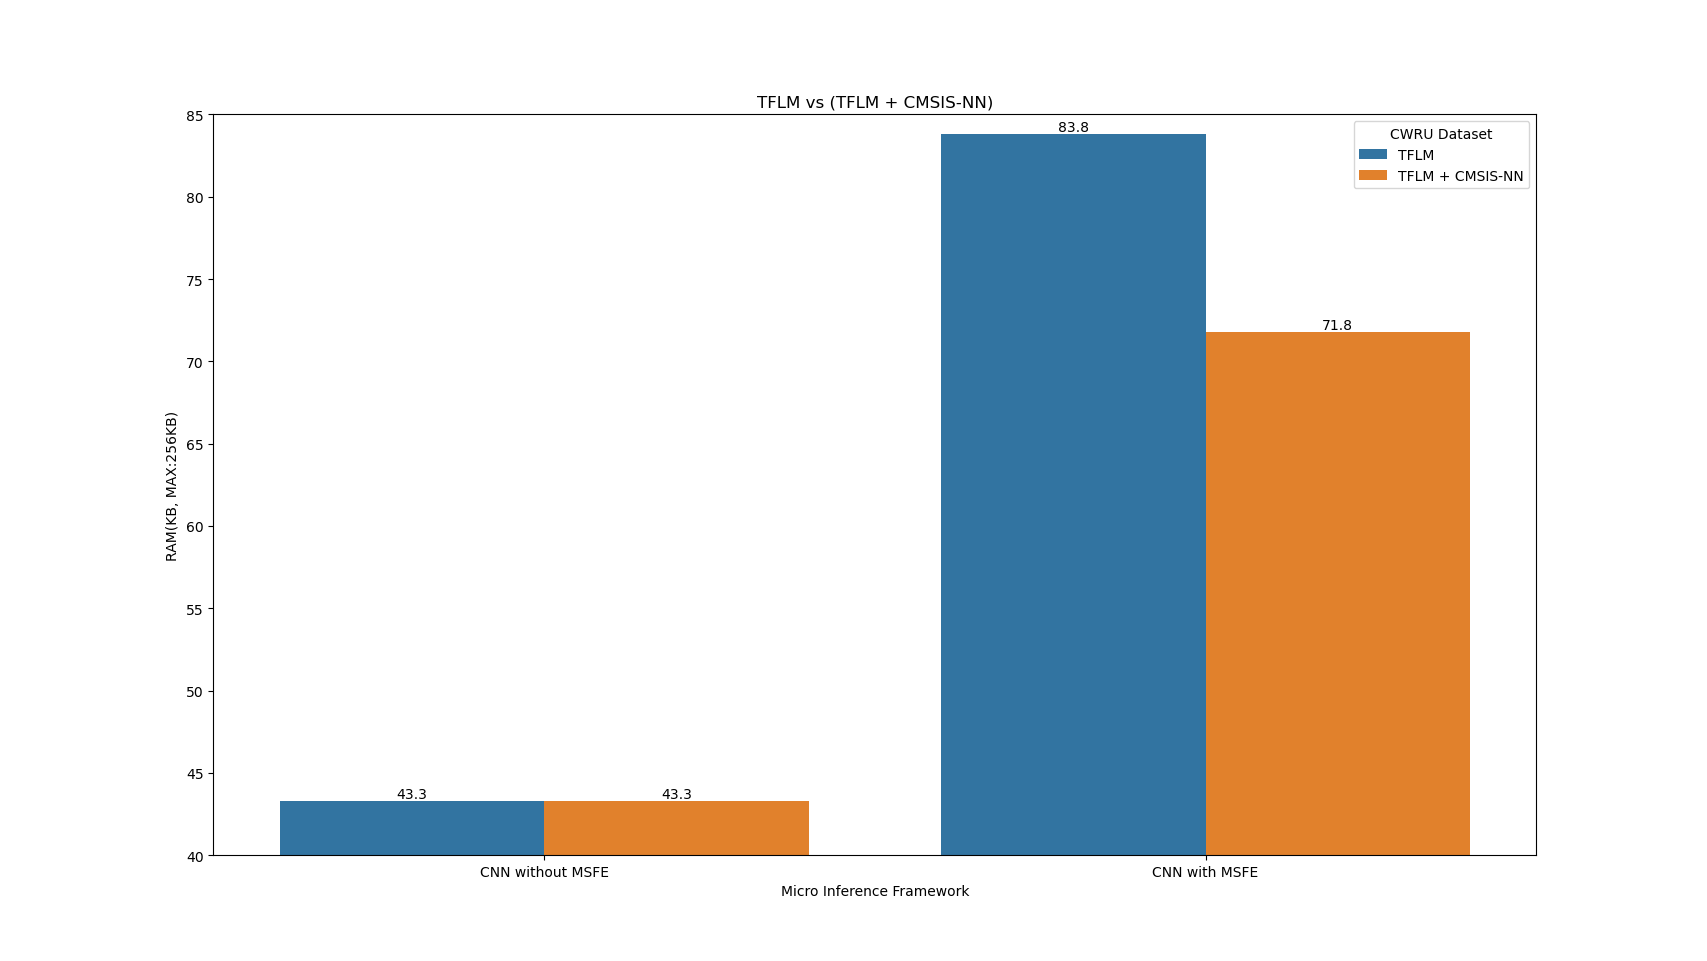 TFLM vs (TFLM + CMSIS-NN)
85
80
75
70
65
60
55
50
45
40
RAM(KB, MAX:256KB)
43.3
43.3
83.8
71.8
CWRU Dataset
TFLM
TFLM + CMSIS-NN
CNN without MSFE
CNN with MSFE
Micro Inference Framework